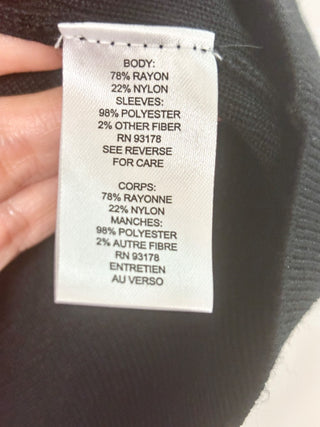 BODY:
78% RAYON
22% NYLON
SLEEVES:
98% POLYESTER
2% OTHER FIBER
RN 93178
SEE REVERSE
FOR CARE
CORPS:
78% RAYONNE
22% NYLON
MANCHES:
98% POLYESTER
2% AUTRE FIBRE
RN 93178
ENTRETIEN
AU VERSO